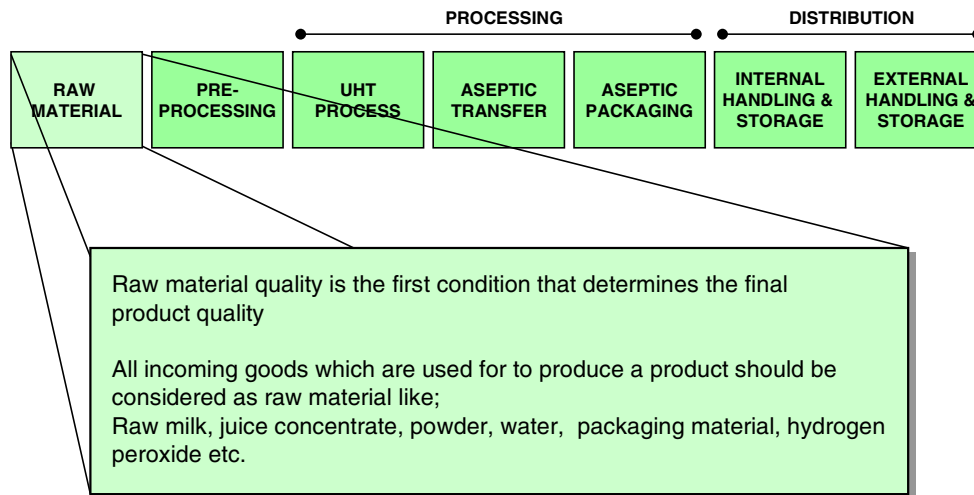 PROCESSING
DISTRIBUTION
RAW
MATERIAL
PRE-
PROCESSING
UHT
PROCESS
ASEPTIC
TRANSFER
ASEPTIC
PACKAGING
INTERNAL
HANDLING &
STORAGE
EXTERNAL
HANDLING &
STORAGE
Raw material quality is the first condition that determines the final
product quality
All incoming goods which are used for to produce a product should be
considered as raw material like;
Raw milk, juice concentrate, powder, water,  packaging material, hydrogen
peroxide etc.